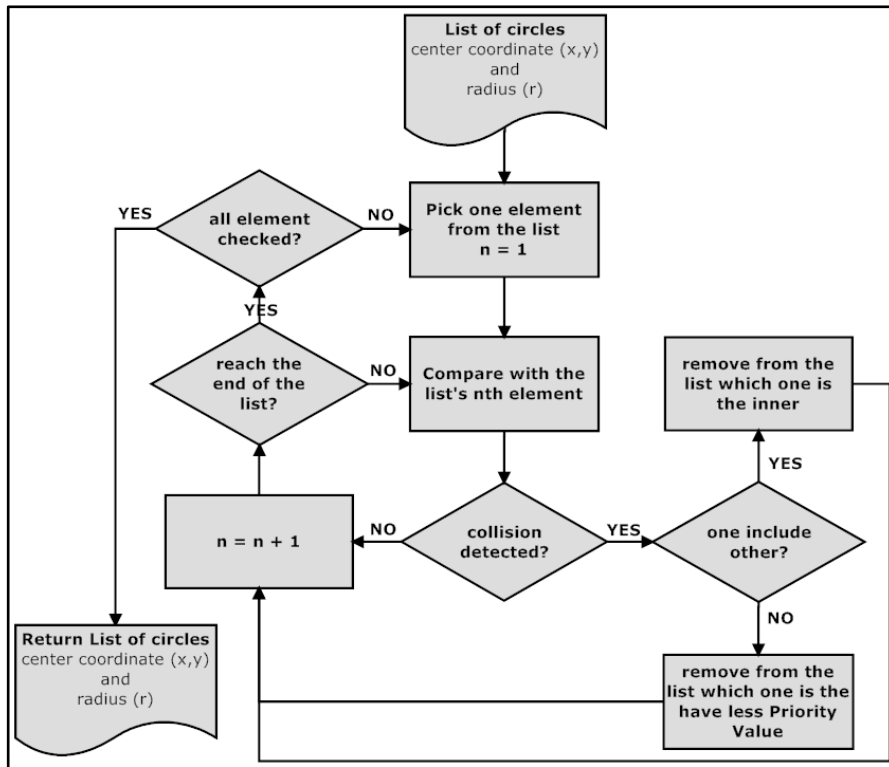 List of circles
center coordinate (x,y)
and
radius (r)
YES
all element
checked?
NO
Pick one element
from the list
n = 1
YES
reach the
end of the
list?
NO
Compare with the
list's nth element
remove from the
list which one is
the inner
YES
n = n + 1
NO
collision
detected?
YES
one include
other?
NO
Return List of circles
center coordinate (x,y)
and
radius (r)
remove from the
list which one is the
have less Priority
Value